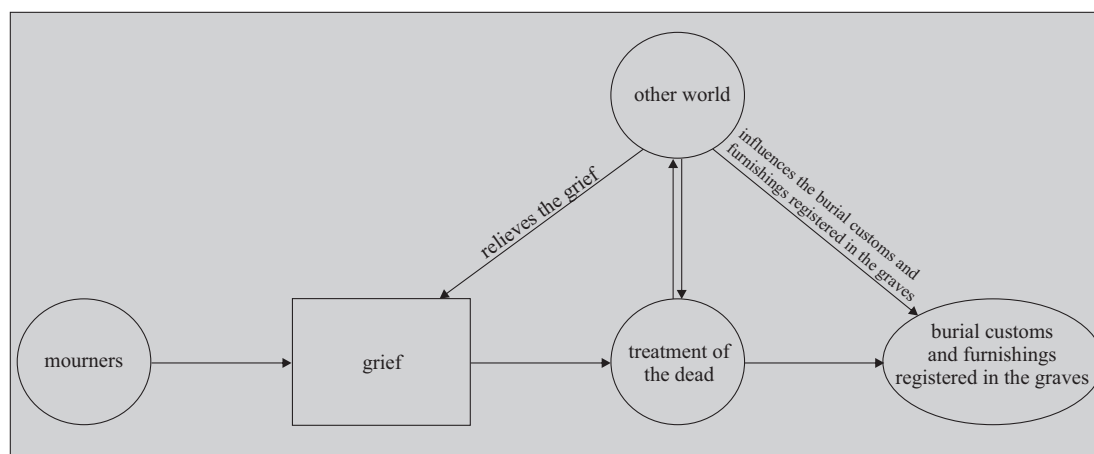 other world
influences the burial customs and
furnishings registered in the graves
relieves the grief
mourners
grief
treatment of
the dead
burial customs
and furnishings
registered in the graves